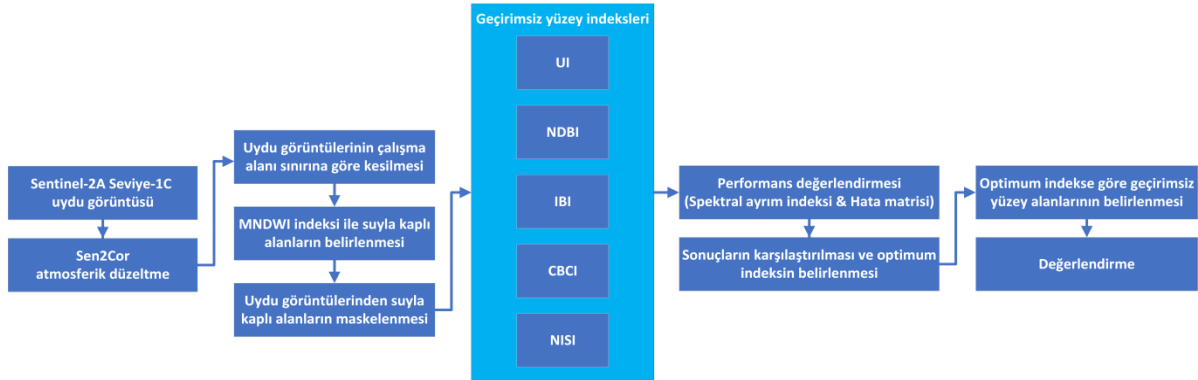 Sentinel-2A Seviye-1C
uydu görüntüsü
Sen2Cor
atmosferik düzeltme
Uydu görüntülerinin çalışma
alanı sınırına göre kesilmesi
MNDWI indeksi ile suyla kaplı
alanların belirlenmesi
Uydu görüntülerinden suyla
kaplı alanların maskelenmesi
Geçirimsiz yüzey indeksleri
UI
NDBI
IBI
CBCI
NISI
Performans değerlendirmesi
(Spektral ayrım indeksi & Hata matrisi)
Sonuçların karşılaştırılması ve optimum
indeksin belirlenmesi
Optimum indekse göre geçirimsiz
yüzey alanlarının belirlenmesi
Değerlendirme